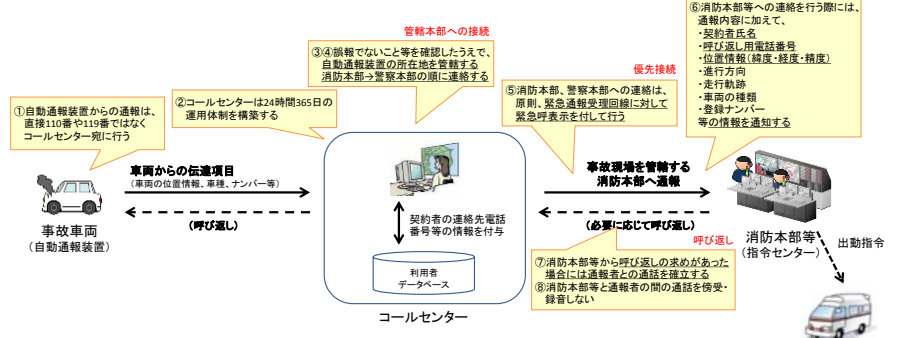 管轄本部への接続
③④誤報でないこと等を確認したうえで、
自動通報装置の所在地を管轄する
消防本部→警察本部の順に連絡する
⑥消防本部等への連絡を行う際には、
通報内容に加えて、
・契約者氏名
・呼び返し用電話番号
・位置情報(緯度・経度・精度)
・進行方向
・走行軌跡
・車両の種類
・登録ナンバー
等の情報を通知する
優先接続
⑤消防本部、警察本部への連絡は、
原則、緊急通報受理回線に対して
緊急呼表示を付して行う
①自動通報装置からの通報は、
直接110番や119番ではなく
コールセンター宛に行う
②コールセンターは24時間365日の
運用体制を構築する
車両からの伝達項目
(車両の位置情報、車種、ナンバー等)
(呼び返し)
事故車両
(自動通報装置)
契約者の連絡先電話
番号等の情報を付与
利用者
データベース
コールセンター
事故現場を管轄する
消防本部へ通報
(必要に応じて呼び返し)
呼び返し
⑦消防本部等から呼び返しの求めがあった
場合には通報者との通話を確立する
⑧消防本部等と通報者の間の通話を傍受・
録音しない
消防本部等
(指令センター)
出動指令